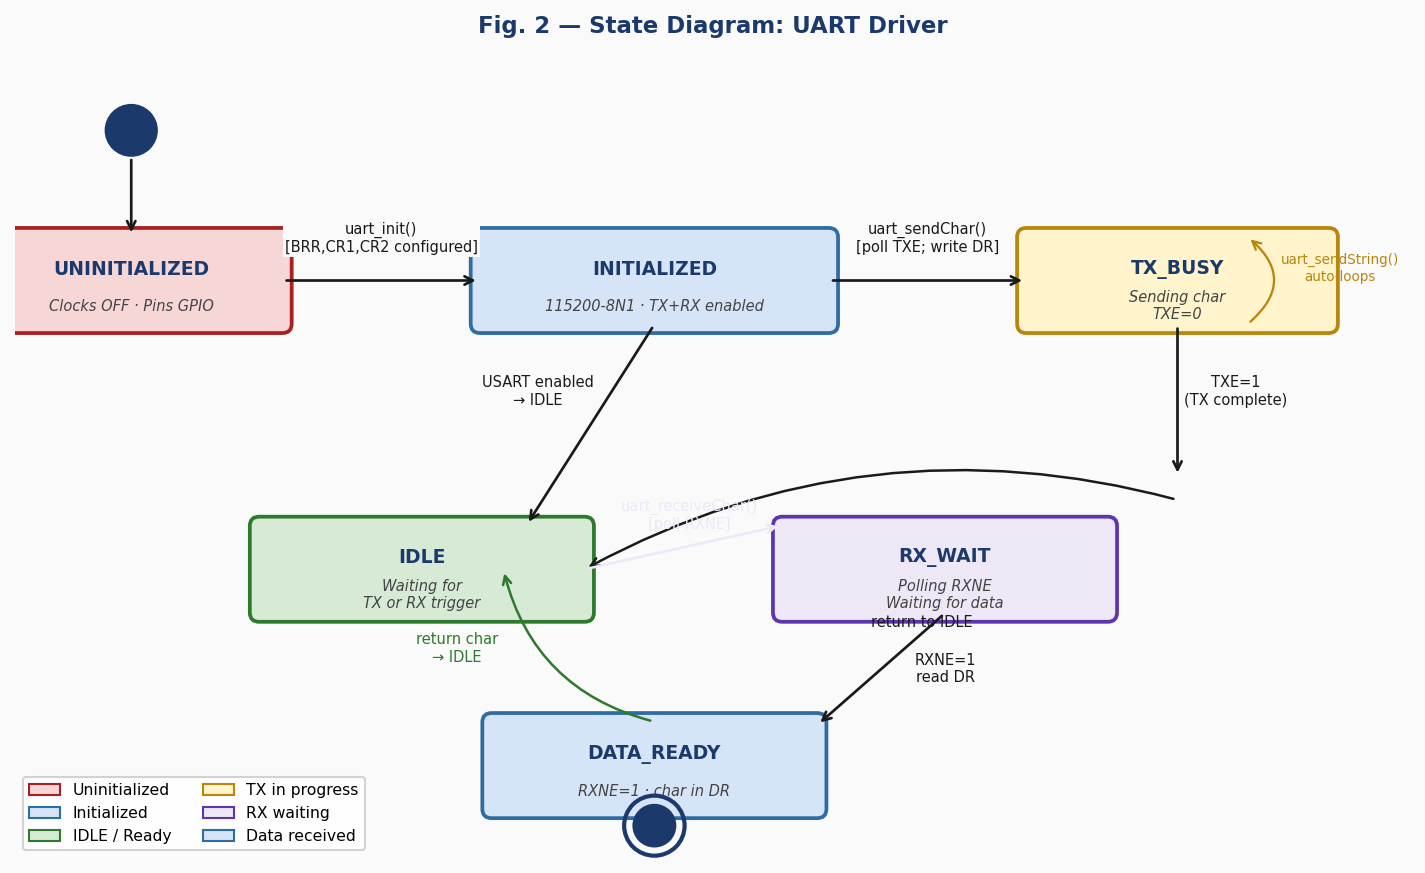 Fig. 2 — State Diagram: UART Driver
uart_init()
[BRR,CR1,CR2 configured]
uart_sendChar()
[poll TXE; write DR]
UNINITIALIZED
Clocks OFF · Pins GPIO
INITIALIZED
115200-8N1 · TX+RX enabled
TX_BUSY
Sending char
TXE=0
uart_sendString()
auto-loops
USART enabled
→ IDLE
TXE=1
(TX complete)
uart_receiveChar()
[poll RXNE]
IDLE
Waiting for
TX or RX trigger
RX_WAIT
Polling RXNE
Waiting for data
return to IDLE
return char
→ IDLE
RXNE=1
read DR
DATA_READY
RXNE=1 · char in DR
Uninitialized
Initialized
IDLE / Ready
TX in progress
RX waiting
Data received